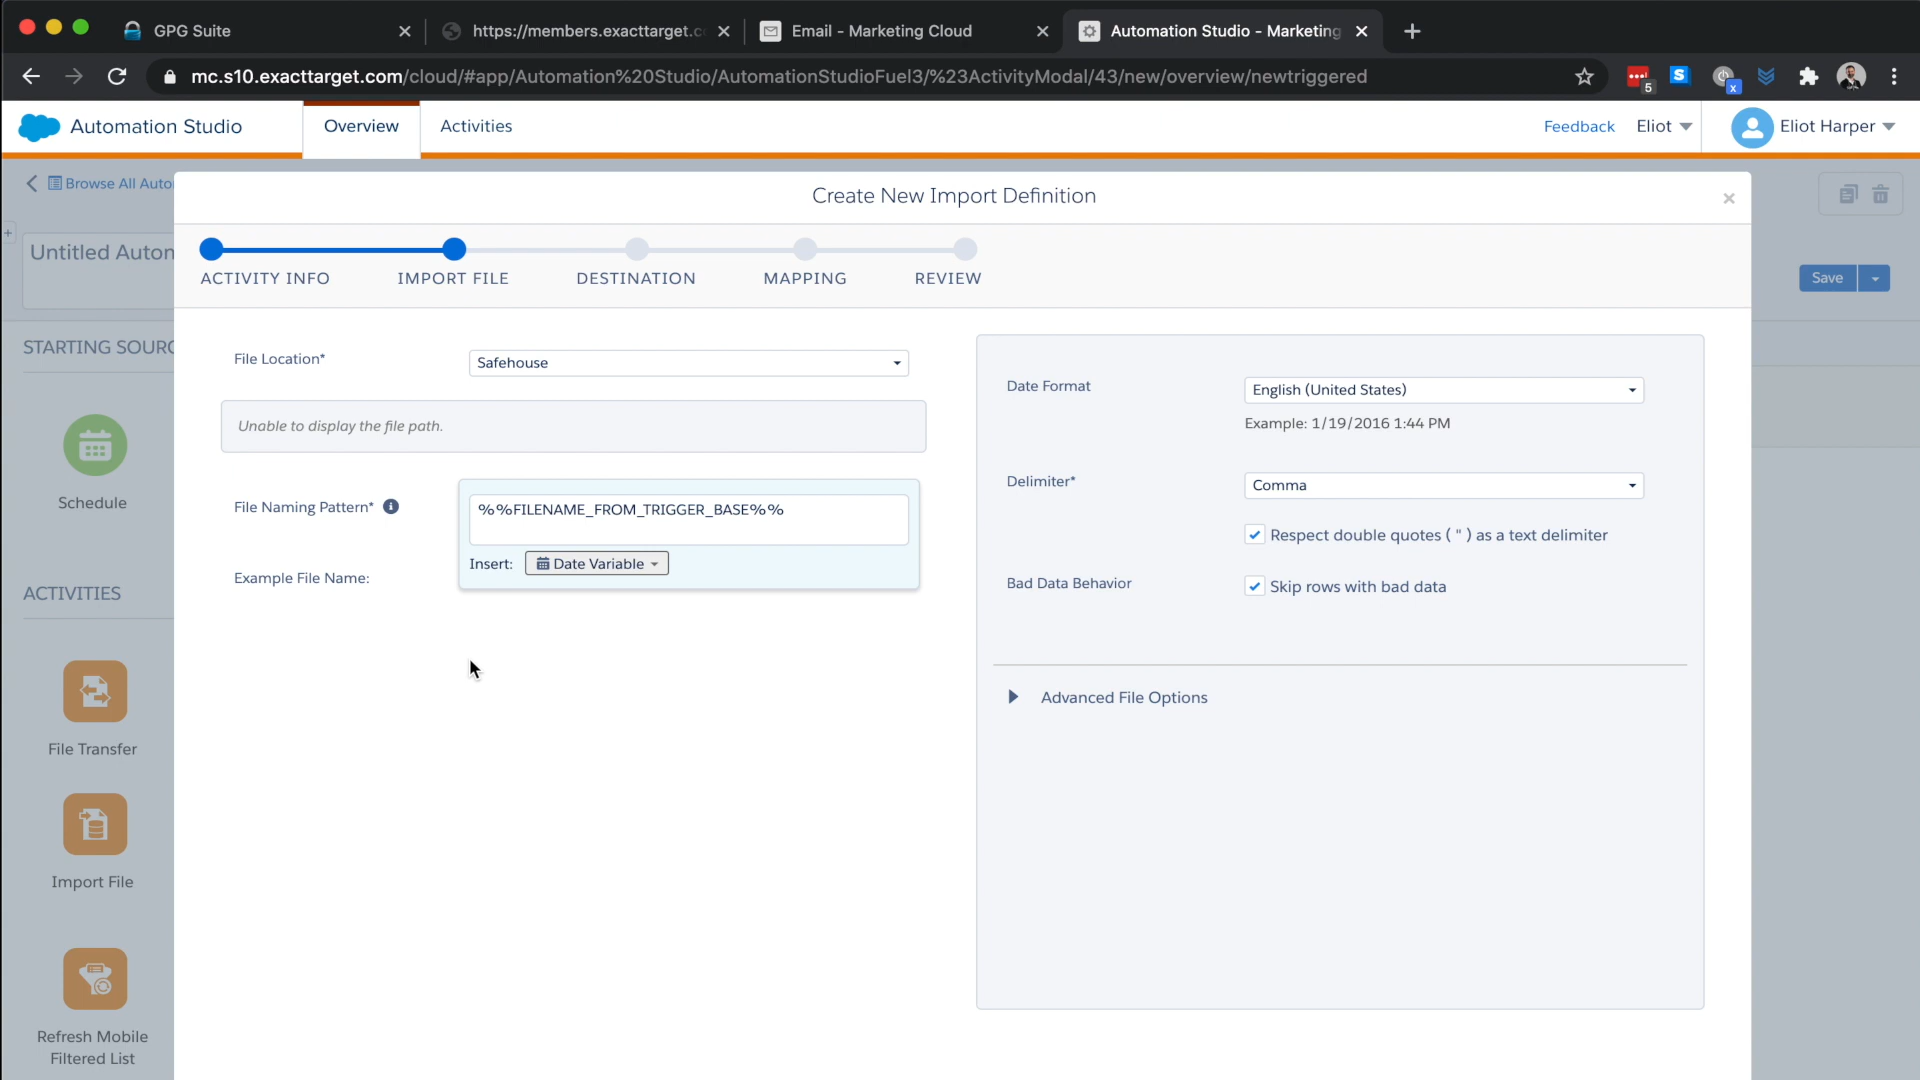 GPG Suite
https://members.exacttarget.c
Email - Marketing Cloud
Automation Studio - Marketing
mc.s10.exacttarget.com/cloud/#app/Automation%20Studio/AutomationStudioFuel3/%23ActivityModal/43/new/overview/newtriggered
5
S
x
Automation Studio
Overview
Activities
Feedback
Eliot
Eliot Harper
Browse All Auto
Create New Import Definition
Untitled Autom
ACTIVITY INFO
IMPORT FILE
DESTINATION
MAPPING
REVIEW
Save
STARTING SOURC
File Location*
Safehouse
Unable to display the file path.
Date Format
English (United States)
Example: 1/19/2016 1:44 PM
Delimiter*
Comma
Schedule
File Naming Pattern*
%%FILENAME_FROM_TRIGGER_BASE%%
Insert:
Date Variable
Respect double quotes ( " ) as a text delimiter
Example File Name:
Bad Data Behavior
Skip rows with bad data
ACTIVITIES
Advanced File Options
File Transfer
Import File
Refresh Mobile
Filtered List